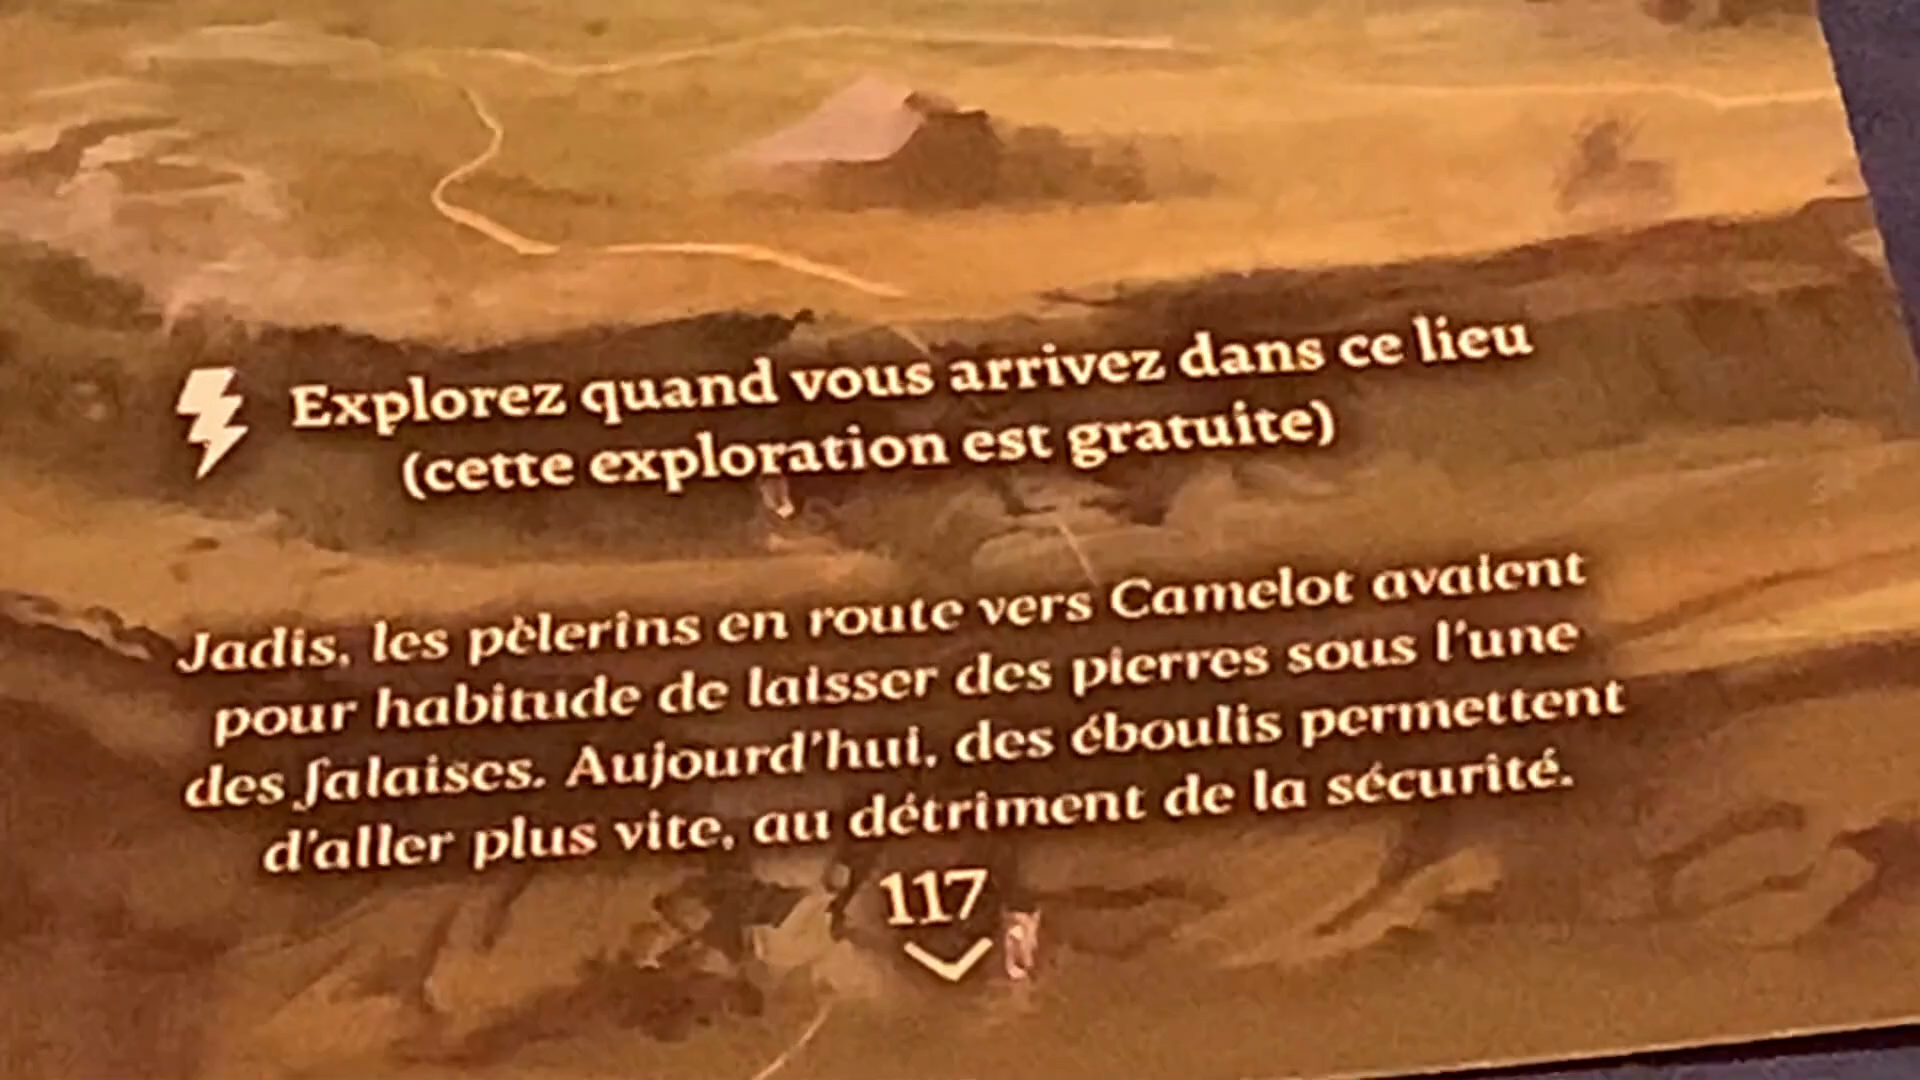 Explorez quand vous arrivez dans ce lieu
(cette exploration est gratuite)
Jadis, les pèlerins en route vers Camelot avaient
pour habitude de laisser des pierres sous l'une
des falaises. Aujourd'hui, des éboulis permettent
d'aller plus vite, au détriment de la sécurité.
117